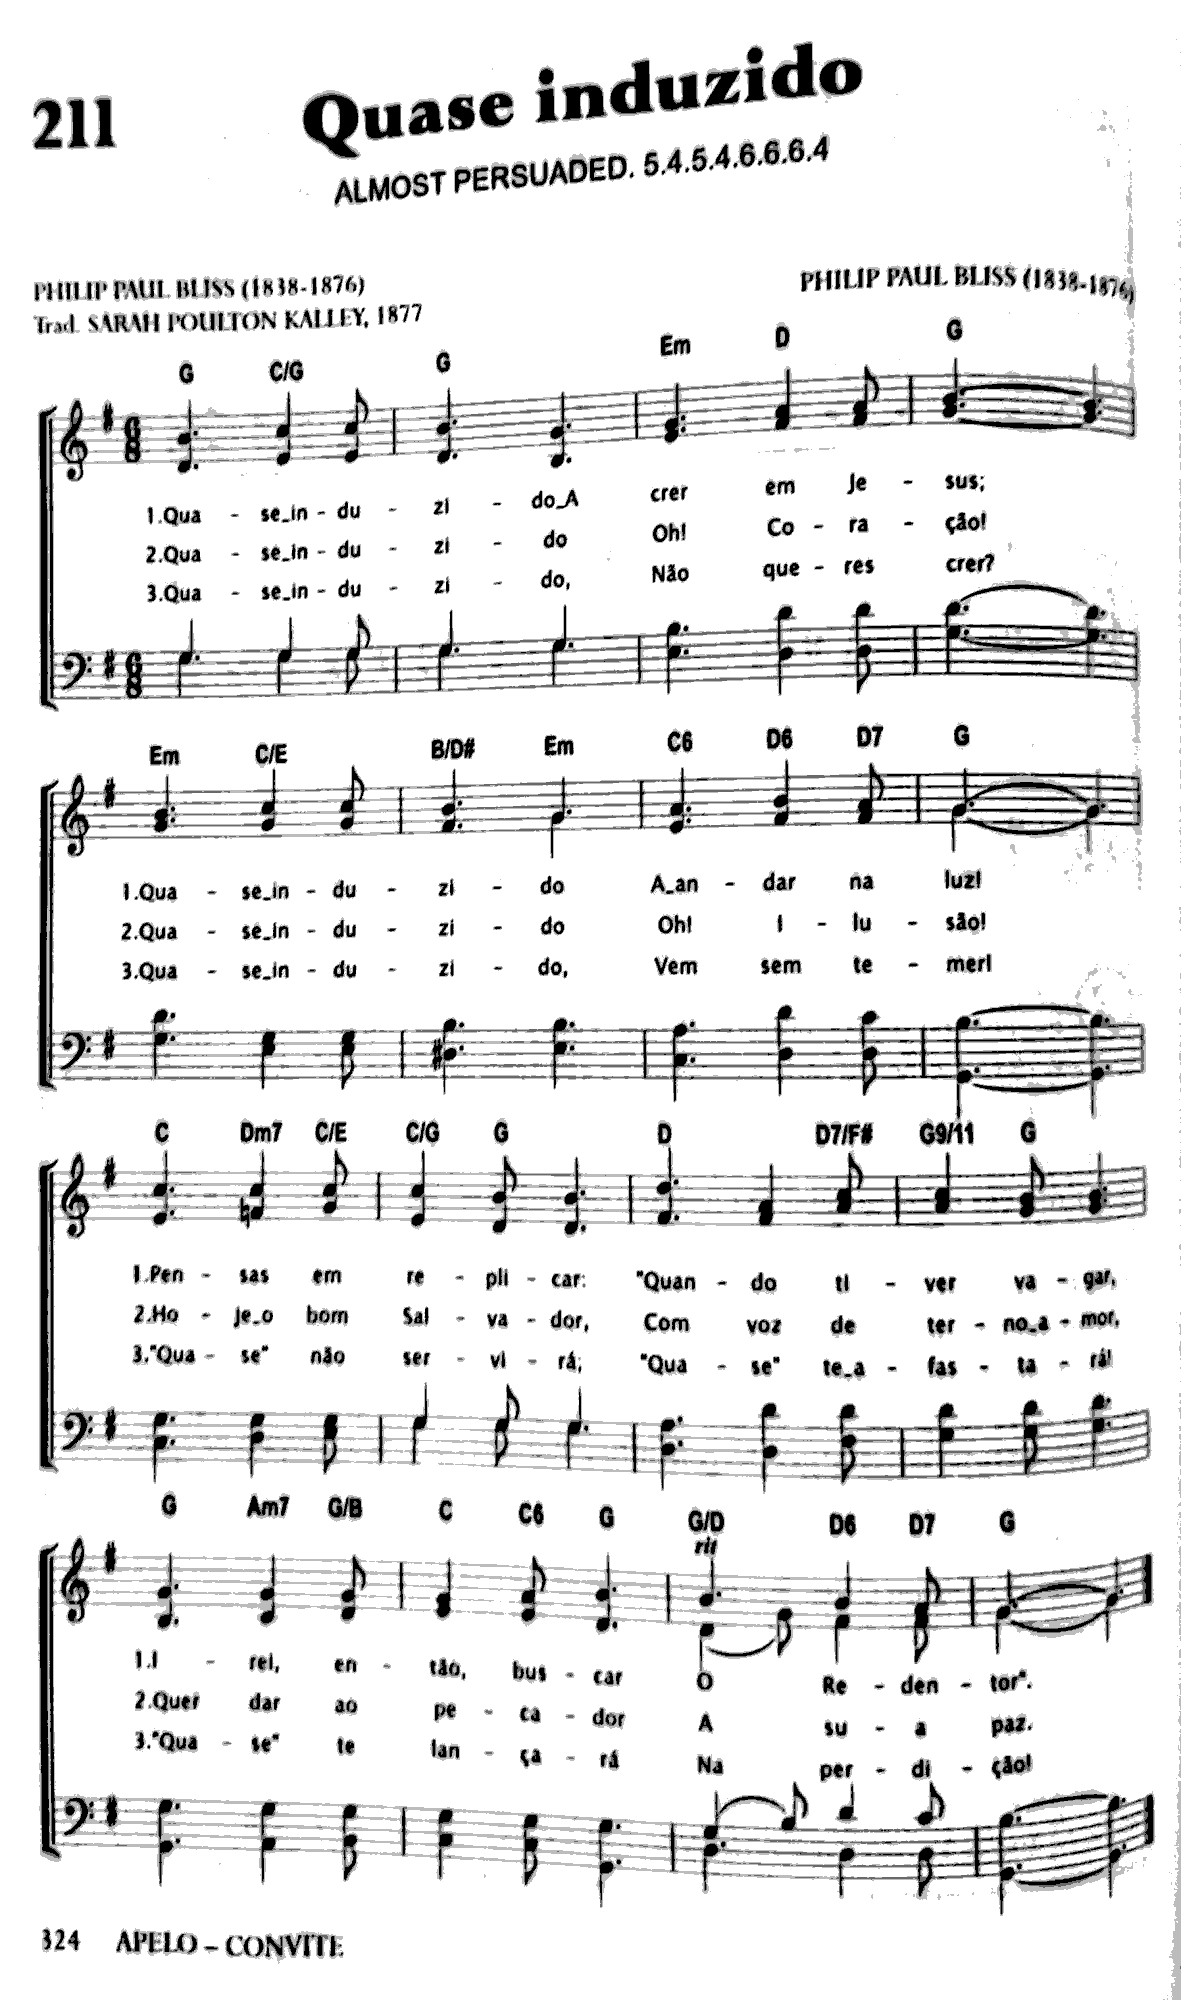 211
Quase induzido
ALMOST PERSUADED. 5.4.5.4.6.6.6.4
PHILIP PAUL BLISS (1838-1876)
PHILIP PAUL BLISS (1838-1876)
Trad. SARAH POULTON KALLEY, 1877
G C/G G Em D G
1.Qua - se_in - du - zi - do_A crer em Je - sus;
2.Qua - se_in - du - zi - do Oh! Co - ra - ção!
3.Qua - se_in - du - zi - do, Não que - res crer?
Em C/E B/D# Em C6 D6 D7 G
1.Qua - se_in - du - zi - do A_an - dar na luz!
2.Qua - se_in - du - zi - do Oh! I - lu - são!
3.Qua - se_in - du - zi - do, Vem sem te - mer!
C Dm7 C/E C/G G D D7/F# G9/11 G
1.Pen - sas em re - pli - car: "Quan - do ti - ver va - gar,
2.Ho - je_o bom Sal - va - dor, Com voz de ter - no_a - mor,
3."Qua - se" não ser - vi - rá; "Qua - se" te_a - fas - ta - rá!
G Am7 G/B C C6 G G/D D6 D7 G
rit
1.I - rei, en - tão, bus - car O Re - den - tor".
2.Quer dar ao pe - ca - dor A su - a paz.
3."Qua - se" te lan - ça - rá Na per - di - ção!
324 APELO – CONVITE